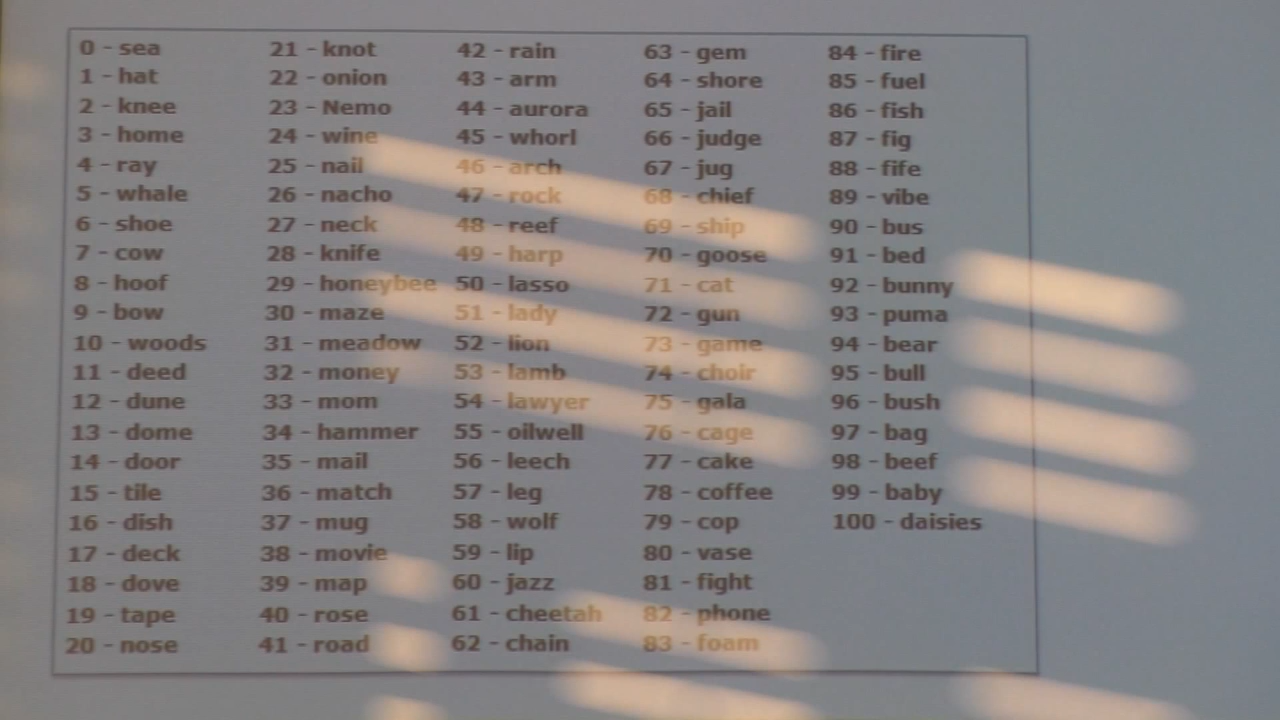 0 - sea
1 - hat
2 - knee
3 - home
4 - ray
5 - whale
6 - shoe
7 - cow
8 - hoof
9 - bow
10 - woods
11 - deed
12 - dune
13 - dome
14 - door
15 - tile
16 - dish
17 - deck
18 - dove
19 - tape
20 - nose
21 - knot
22 - onion
23 - Nemo
24 - wine
25 - nail
26 - nacho
27 - neck
28 - knife
29 - honeybee
30 - maze
31 - meadow
32 - money
33 - mom
34 - hammer
35 - mail
36 - match
37 - mug
38 - movie
39 - map
40 - rose
41 - road
42 - rain
43 - arm
44 - aurora
45 - whorl
46 - arch
47 - rock
48 - reef
49 - harp
50 - lasso
51 - lady
52 - lion
53 - lamb
54 - lawyer
55 - oilwell
56 - leech
57 - leg
58 - wolf
59 - lip
60 - jazz
61 - cheetah
62 - chain
63 - gem
64 - shore
65 - jail
66 - judge
67 - jug
68 - chief
69 - ship
70 - goose
71 - cat
72 - gun
73 - game
74 - choir
75 - gala
76 - cage
77 - cake
78 - coffee
79 - cop
80 - vase
81 - fight
82 - phone
83 - foam
84 - fire
85 - fuel
86 - fish
87 - fig
88 - fife
89 - vibe
90 - bus
91 - bed
92 - bunny
93 - puma
94 - bear
95 - bull
96 - bush
97 - bag
98 - beef
99 - baby
100 - daisies